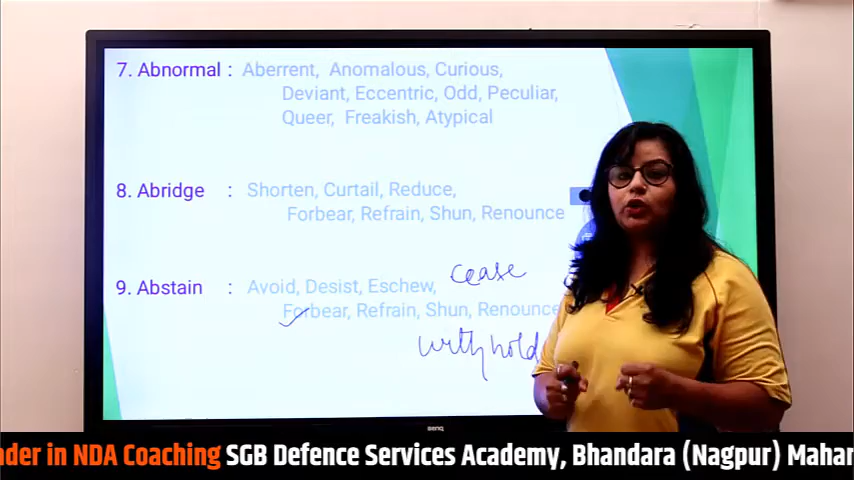 7. Abnormal : Aberrent, Anomalous, Curious,
Deviant, Eccentric, Odd, Peculiar,
Queer, Freakish, Atypical
8. Abridge : Shorten, Curtail, Reduce,
Forbear, Refrain, Shun, Renounce
9. Abstain : Avoid, Desist, Eschew, cease
Forbear, Refrain, Shun, Renounce
withhold
BenQ
ader in NDA Coaching SGB Defence Services Academy, Bhandara (Nagpur) Mahar